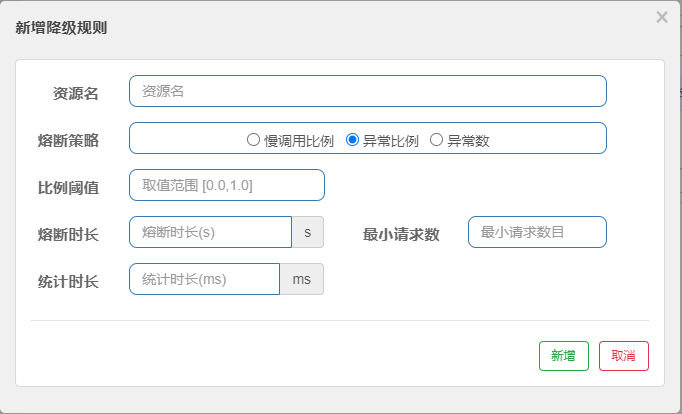 新增降级规则
×
资源名 资源名
熔断策略 慢调用比例 异常比例 异常数
比例阈值 取值范围 [0.0,1.0]
熔断时长 熔断时长(s) s 最小请求数 最小请求数目
统计时长 统计时长(ms) ms
新增 取消